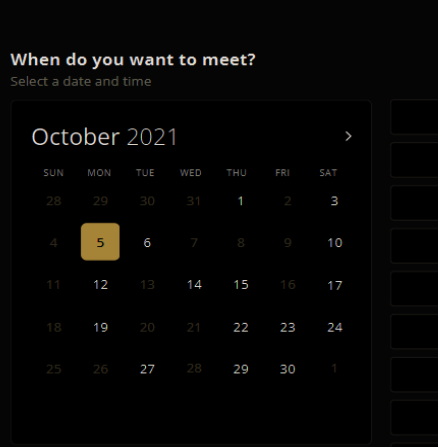 When do you want to meet?
Select a date and time
October 2021 >
SUN MON TUE WED THU FRI SAT
28 29 30 31 1 2 3
4 5 6 7 8 9 10
11 12 13 14 15 16 17
18 19 20 21 22 23 24
25 26 27 28 29 30 1